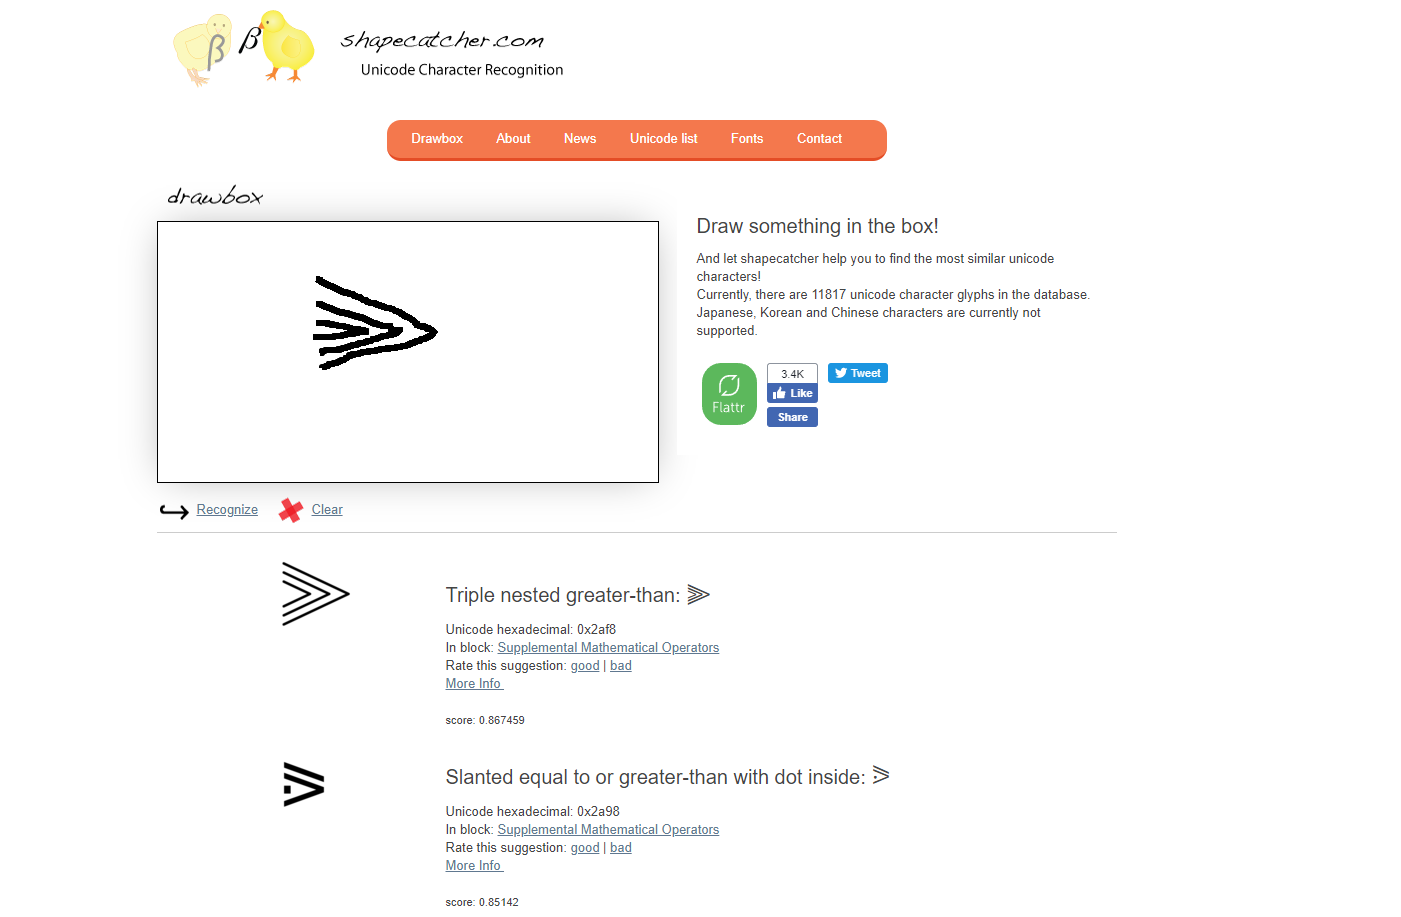 β β shapecatcher.com
Unicode Character Recognition
Drawbox About News Unicode list Fonts Contact
drawbox
Draw something in the box!
And let shapecatcher help you to find the most similar unicode
characters!
Currently, there are 11817 unicode character glyphs in the database.
Japanese, Korean and Chinese characters are currently not
supported.
Flattr
3.4K
Like
Share
Tweet
Recognize Clear
⫸
Triple nested greater-than: ⫸
Unicode hexadecimal: 0x2af8
In block: Supplemental Mathematical Operators
Rate this suggestion: good | bad
More Info
score: 0.867459
⪘
Slanted equal to or greater-than with dot inside: ⪘
Unicode hexadecimal: 0x2a98
In block: Supplemental Mathematical Operators
Rate this suggestion: good | bad
More Info
score: 0.85142